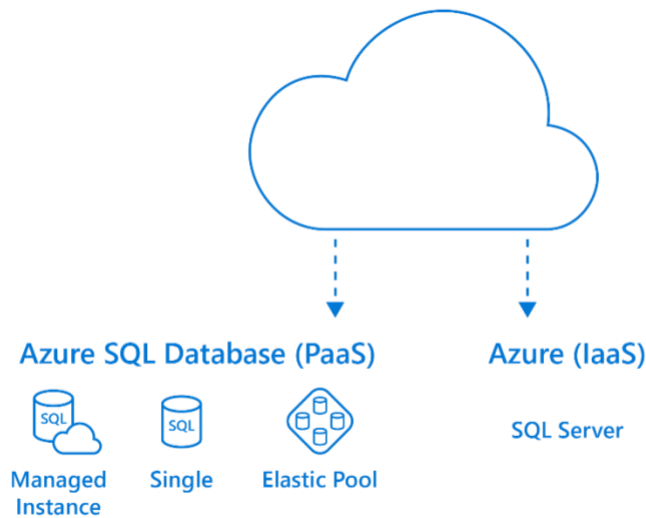 Azure SQL Database (PaaS)
Azure (IaaS)
SQL
SQL
SQL Server
Managed
Instance
Single
Elastic Pool